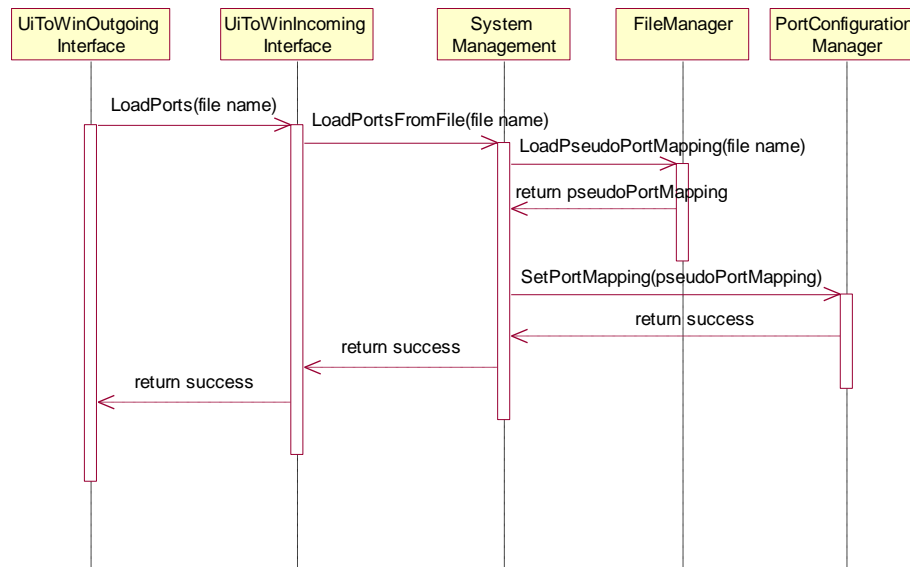 UiToWinOutgoing
Interface
UiToWinIncoming
Interface
System
Management
FileManager
PortConfiguration
Manager
LoadPorts(file name)
LoadPortsFromFile(file name)
LoadPseudoPortMapping(file name)
return pseudoPortMapping
SetPortMapping(pseudoPortMapping)
return success
return success
return success